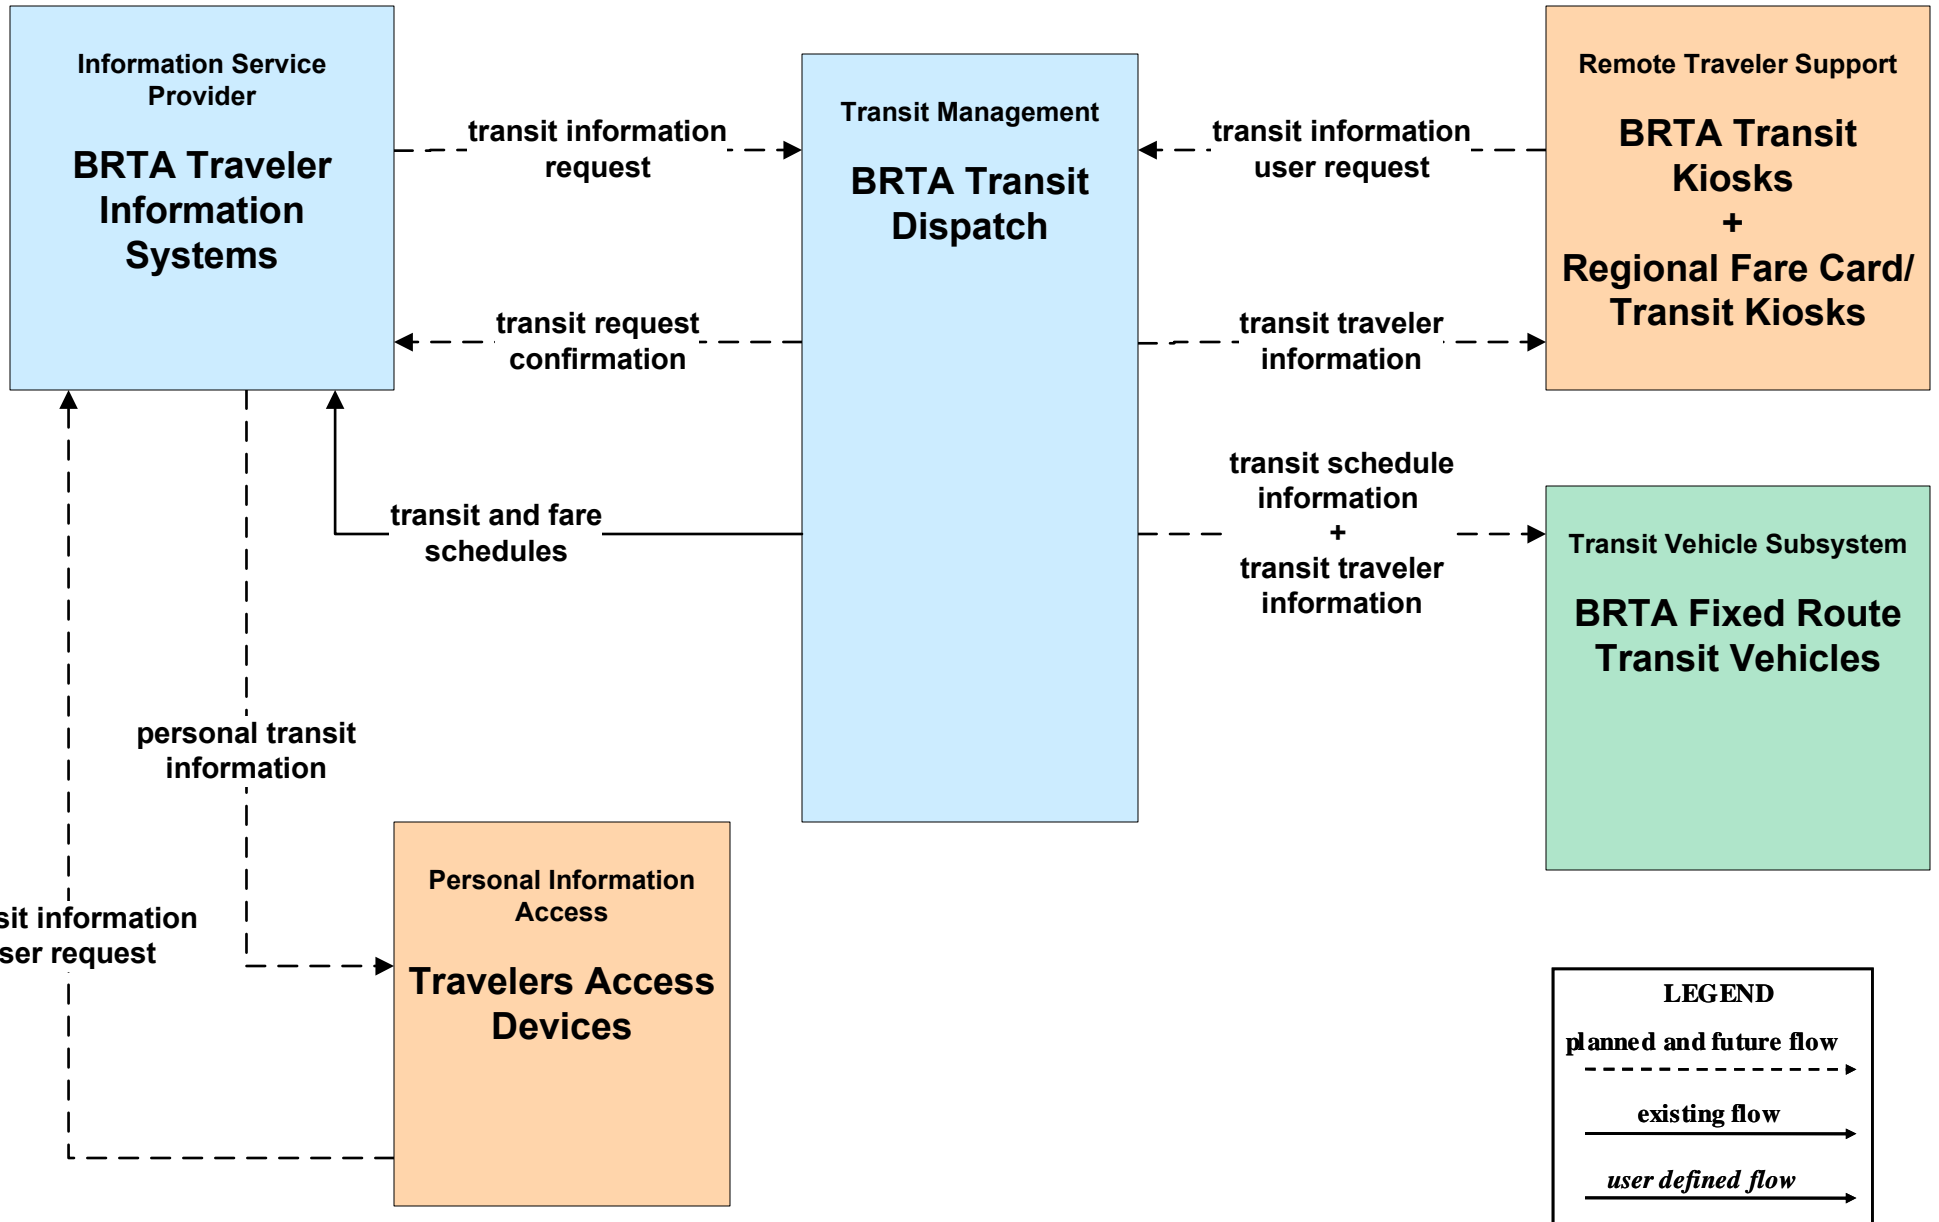 Information Service
Provider
BRTA Traveler
Information
Systems
transit information
request
Transit Management
BRTA Transit
Dispatch
transit information
user request
Remote Traveler Support
BRTA Transit
Kiosks
+
Regional Fare Card/
Transit Kiosks
transit request
confirmation
transit traveler
information
transit and fare
schedules
transit schedule
information
+
transit traveler
information
Transit Vehicle Subsystem
BRTA Fixed Route
Transit Vehicles
personal transit
information
Personal Information
Access
Travelers Access
Devices
sit information
ser request
LEGEND
planned and future flow
existing flow
user defined flow